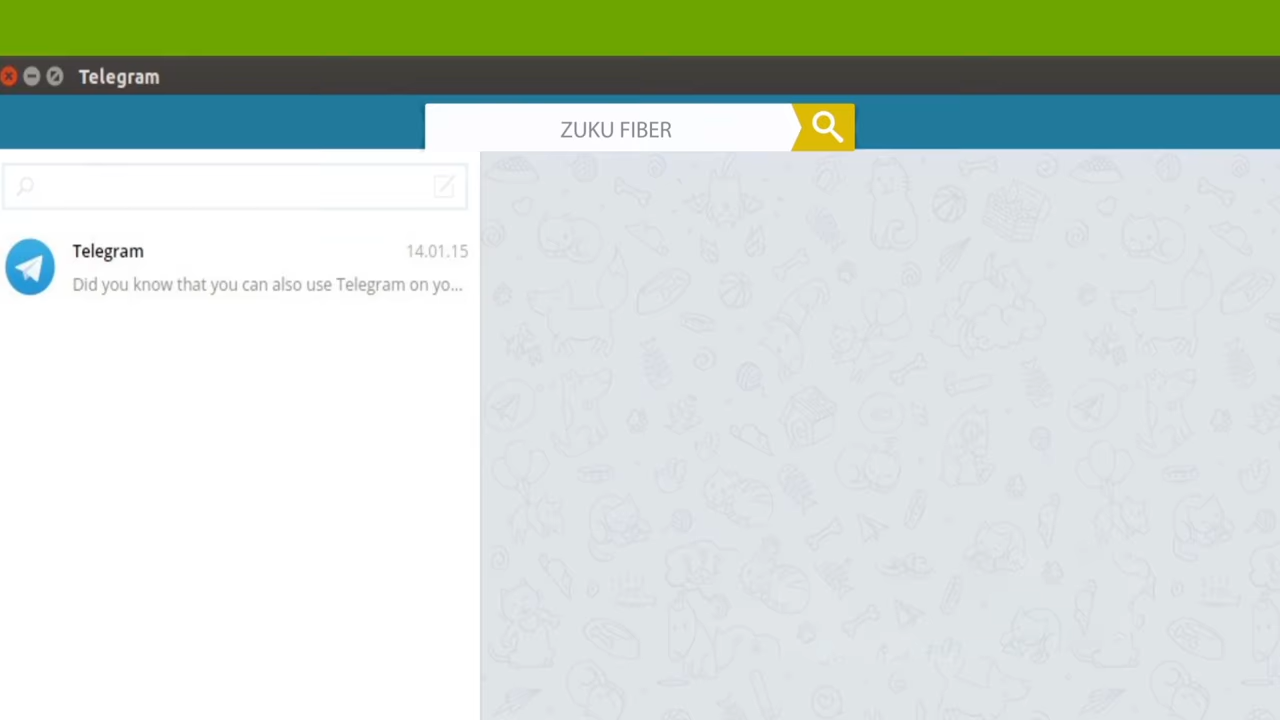 Telegram
ZUKU FIBER
Telegram 14.01.15
Did you know that you can also use Telegram on yo...